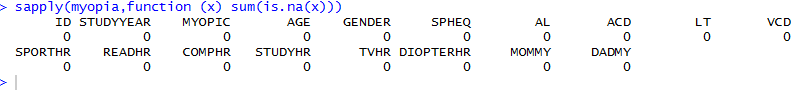 > sapply(myopia,function (x) sum(is.na(x)))
ID STUDYYEAR MYOPIC AGE GENDER SPHEQ AL ACD LT VCD
0 0 0 0 0 0 0 0 0 0
SPORTHR READHR COMPHR STUDYHR TVHR DIOPTERHR MOMMY DADMY
0 0 0 0 0 0 0 0
>